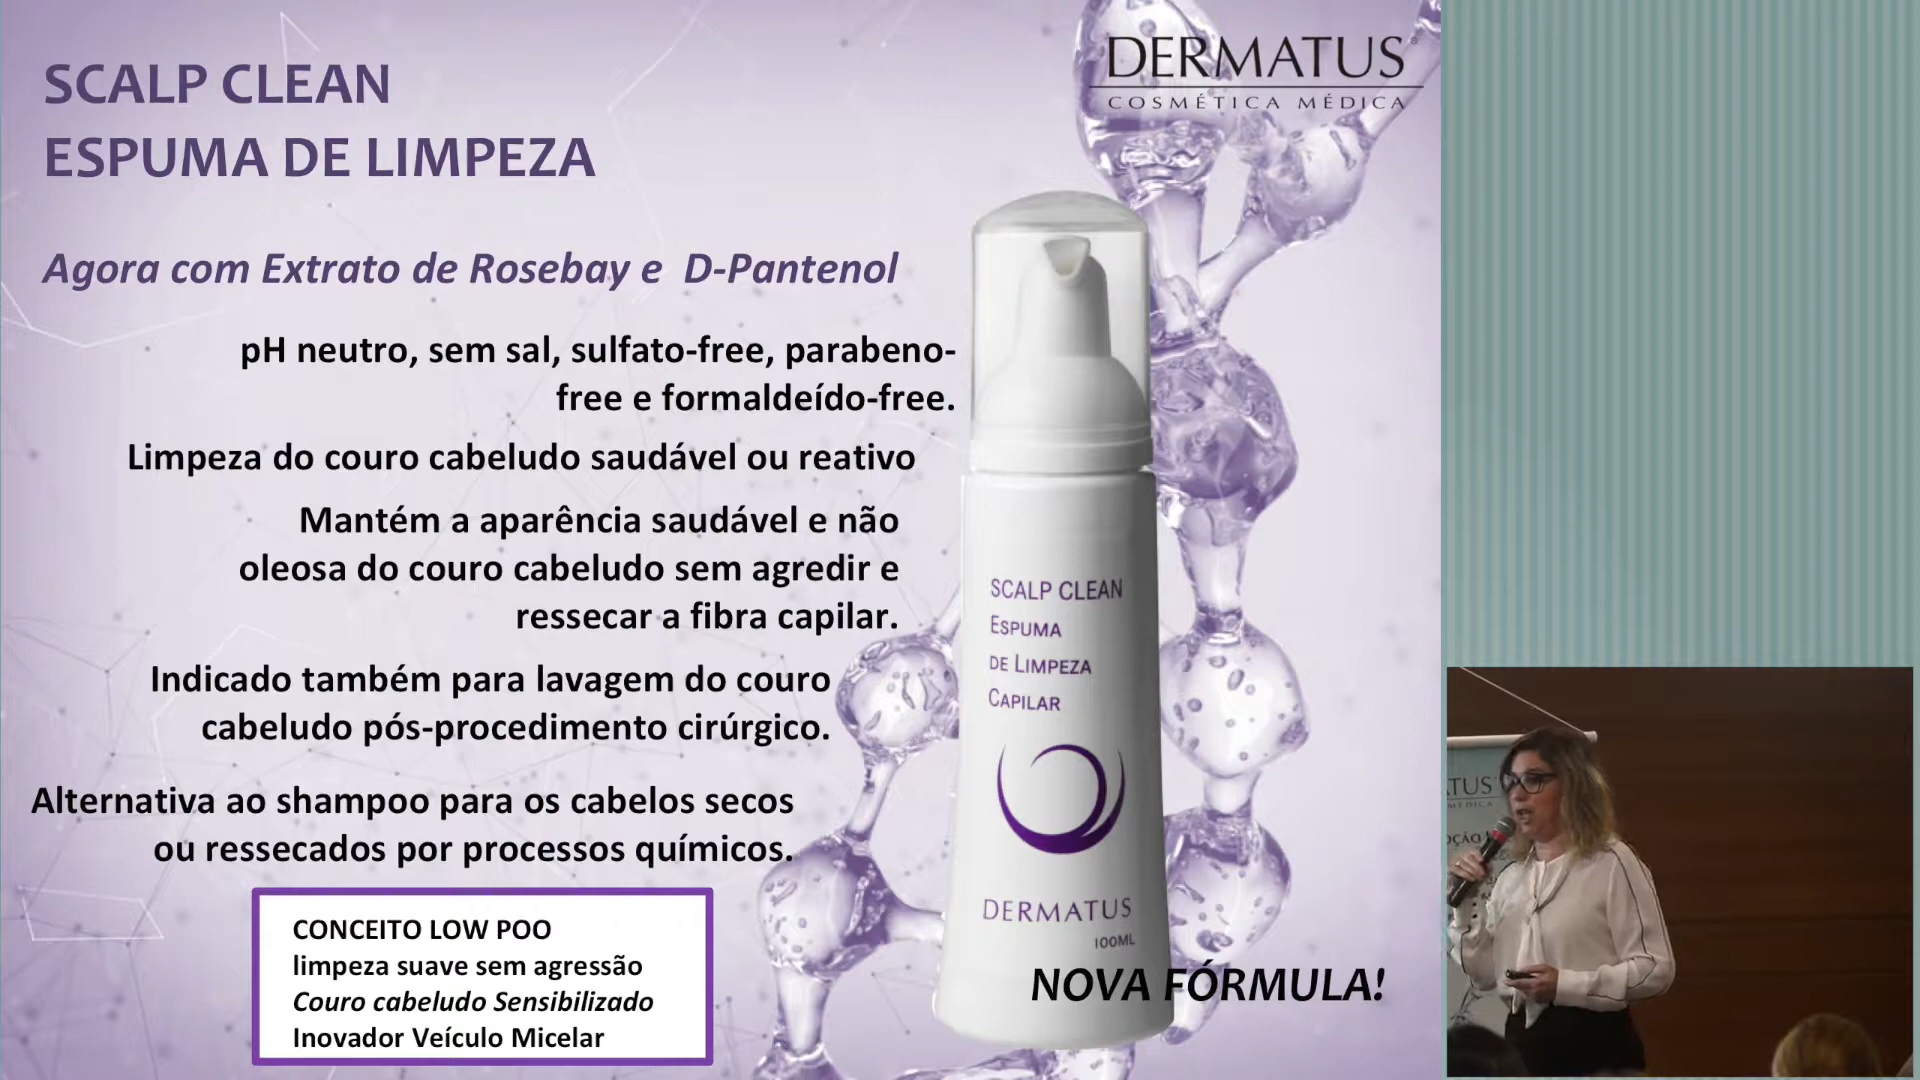 SCALP CLEAN
ESPUMA DE LIMPEZA
DERMATUS
COSMÉTICA MÉDICA
Agora com Extrato de Rosebay e D-Pantenol
pH neutro, sem sal, sulfato-free, parabeno-
free e formaldeído-free.
Limpeza do couro cabeludo saudável ou reativo
Mantém a aparência saudável e não
oleosa do couro cabeludo sem agredir e
ressecar a fibra capilar.
Indicado também para lavagem do couro
cabeludo pós-procedimento cirúrgico.
Alternativa ao shampoo para os cabelos secos
ou ressecados por processos químicos.
CONCEITO LOW POO
limpeza suave sem agressão
Couro cabeludo Sensibilizado
Inovador Veículo Micelar
SCALP CLEAN
ESPUMA
DE LIMPEZA
CAPILAR
DERMATUS
100ML
NOVA FÓRMULA!